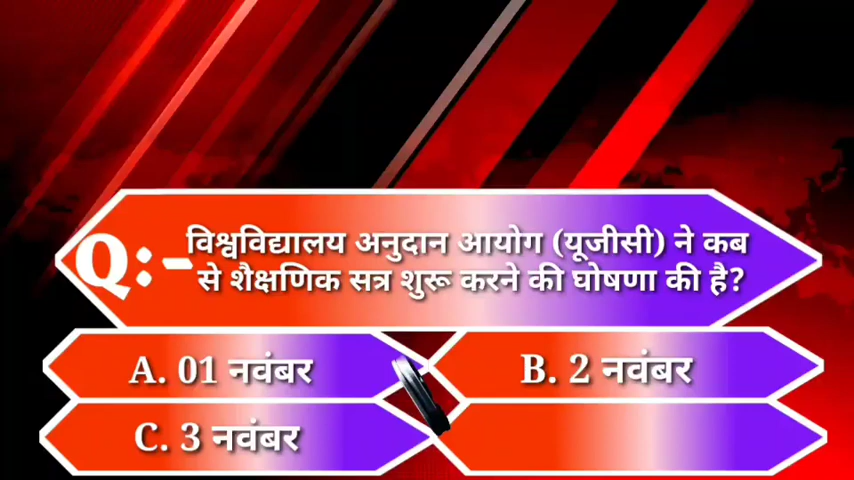 Q:-
विश्वविद्यालय अनुदान आयोग (यूजीसी) ने कब
से शैक्षणिक सत्र शुरू करने की घोषणा की है?
A. 01 नवंबर
B. 2 नवंबर
C. 3 नवंबर